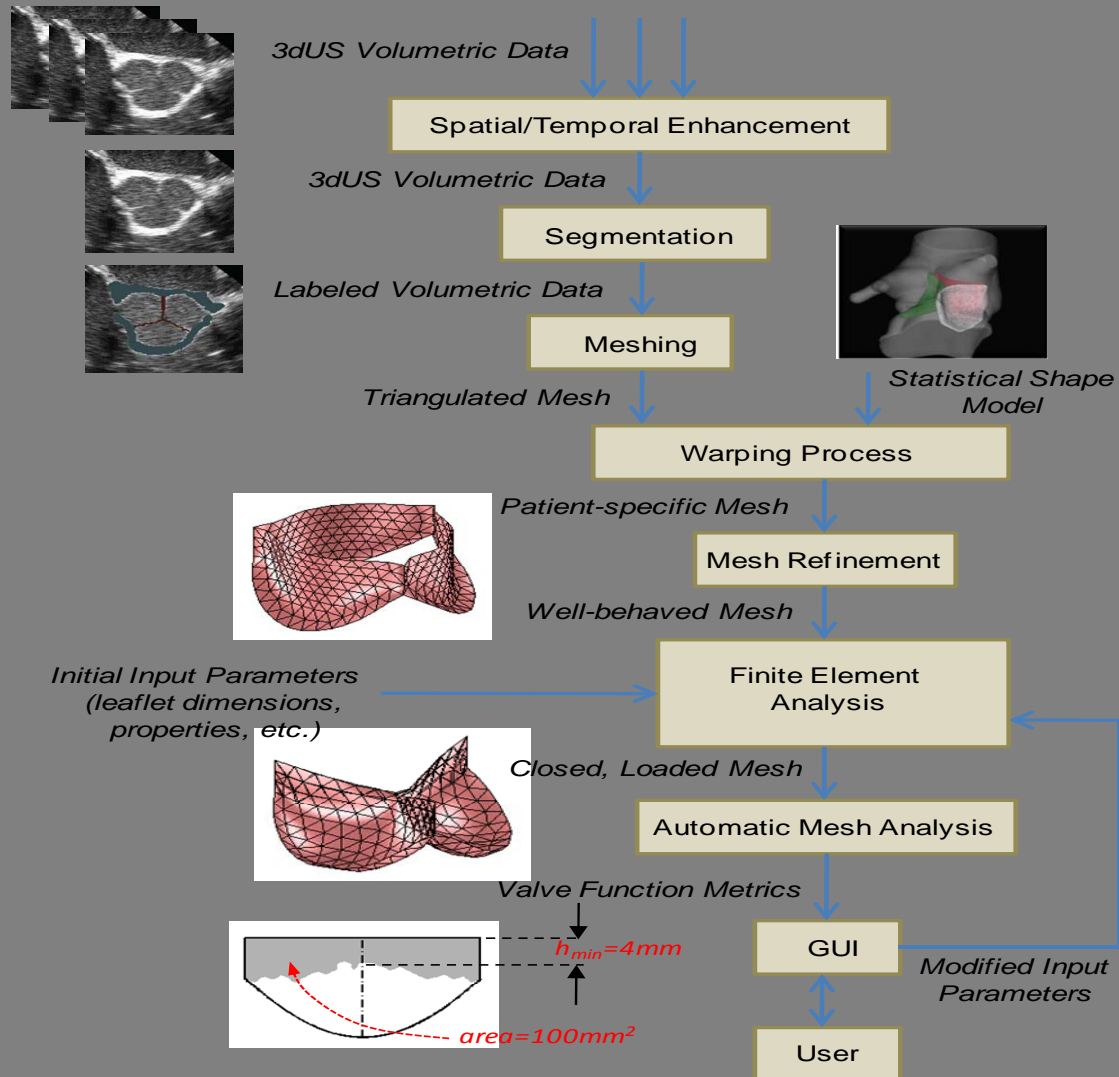 3dUS Volumetric Data
Spatial/Temporal Enhancement
3dUS Volumetric Data
Segmentation
Labeled Volumetric Data
Meshing
Triangulated Mesh
Statistical Shape
Model
Warping Process
Patient-specific Mesh
Mesh Refinement
Well-behaved Mesh
Initial Input Parameters
(leaflet dimensions,
properties, etc.)
Finite Element
Analysis
Closed, Loaded Mesh
Automatic Mesh Analysis
Valve Function Metrics
h_min=4mm
area=100mm²
GUI
Modified Input
Parameters
User